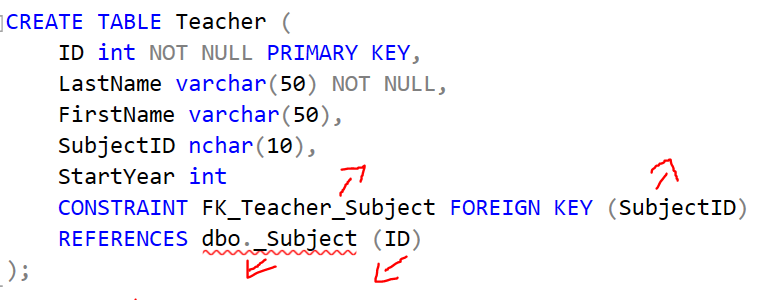 CREATE TABLE Teacher (
ID int NOT NULL PRIMARY KEY,
LastName varchar(50) NOT NULL,
FirstName varchar(50),
SubjectID nchar(10),
StartYear int
CONSTRAINT FK_Teacher_Subject FOREIGN KEY (SubjectID)
REFERENCES dbo._Subject (ID)
);